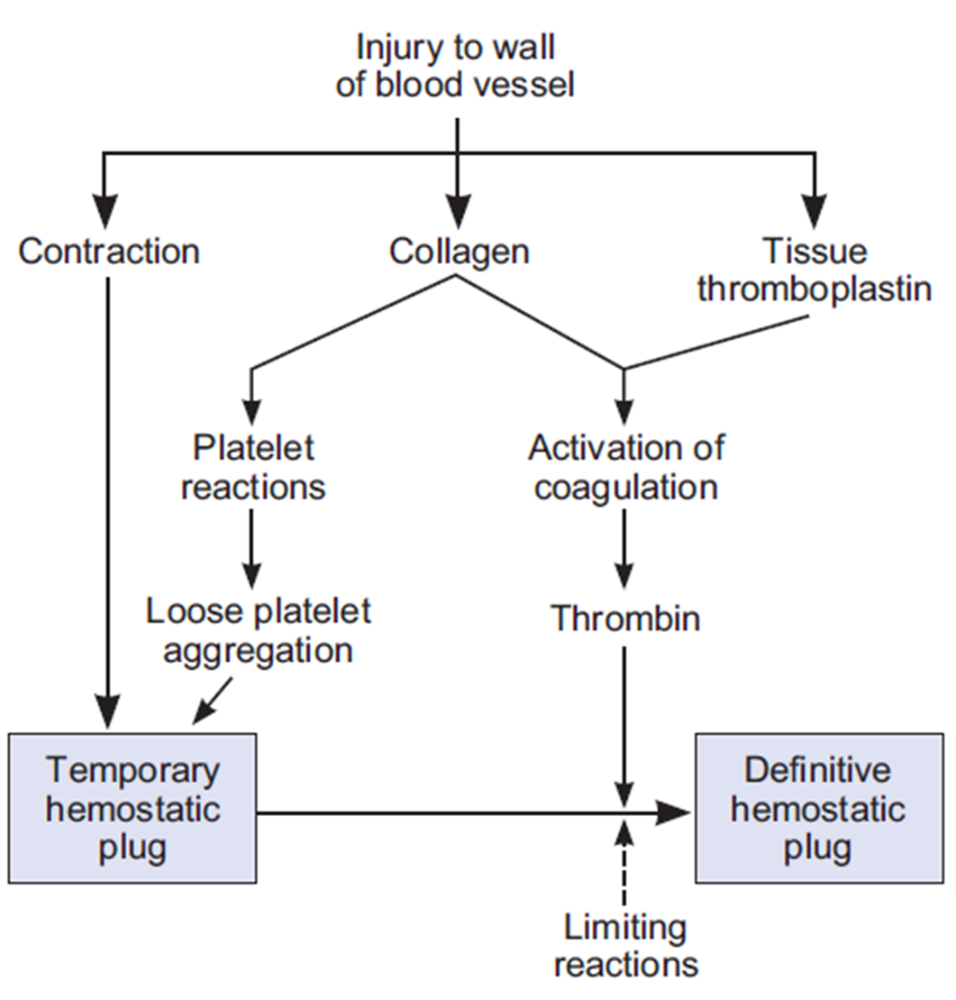 Injury to wall
of blood vessel
Contraction
Collagen
Tissue
thromboplastin
Platelet
reactions
Activation of
coagulation
Loose platelet
aggregation
Thrombin
Temporary
hemostatic
plug
Definitive
hemostatic
plug
Limiting
reactions